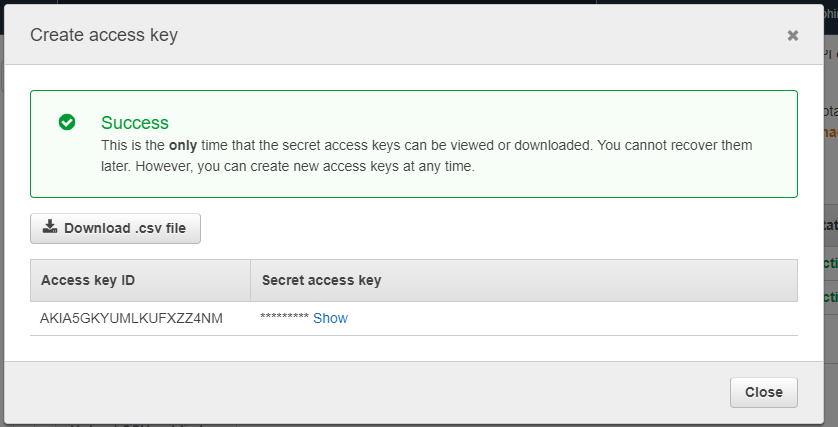 Create access key
Success
This is the only time that the secret access keys can be viewed or downloaded. You cannot recover them
later. However, you can create new access keys at any time.
Download .csv file
Access key ID
Secret access key
AKIA5GKYUMLKUFXZZ4NM
********* Show
Close